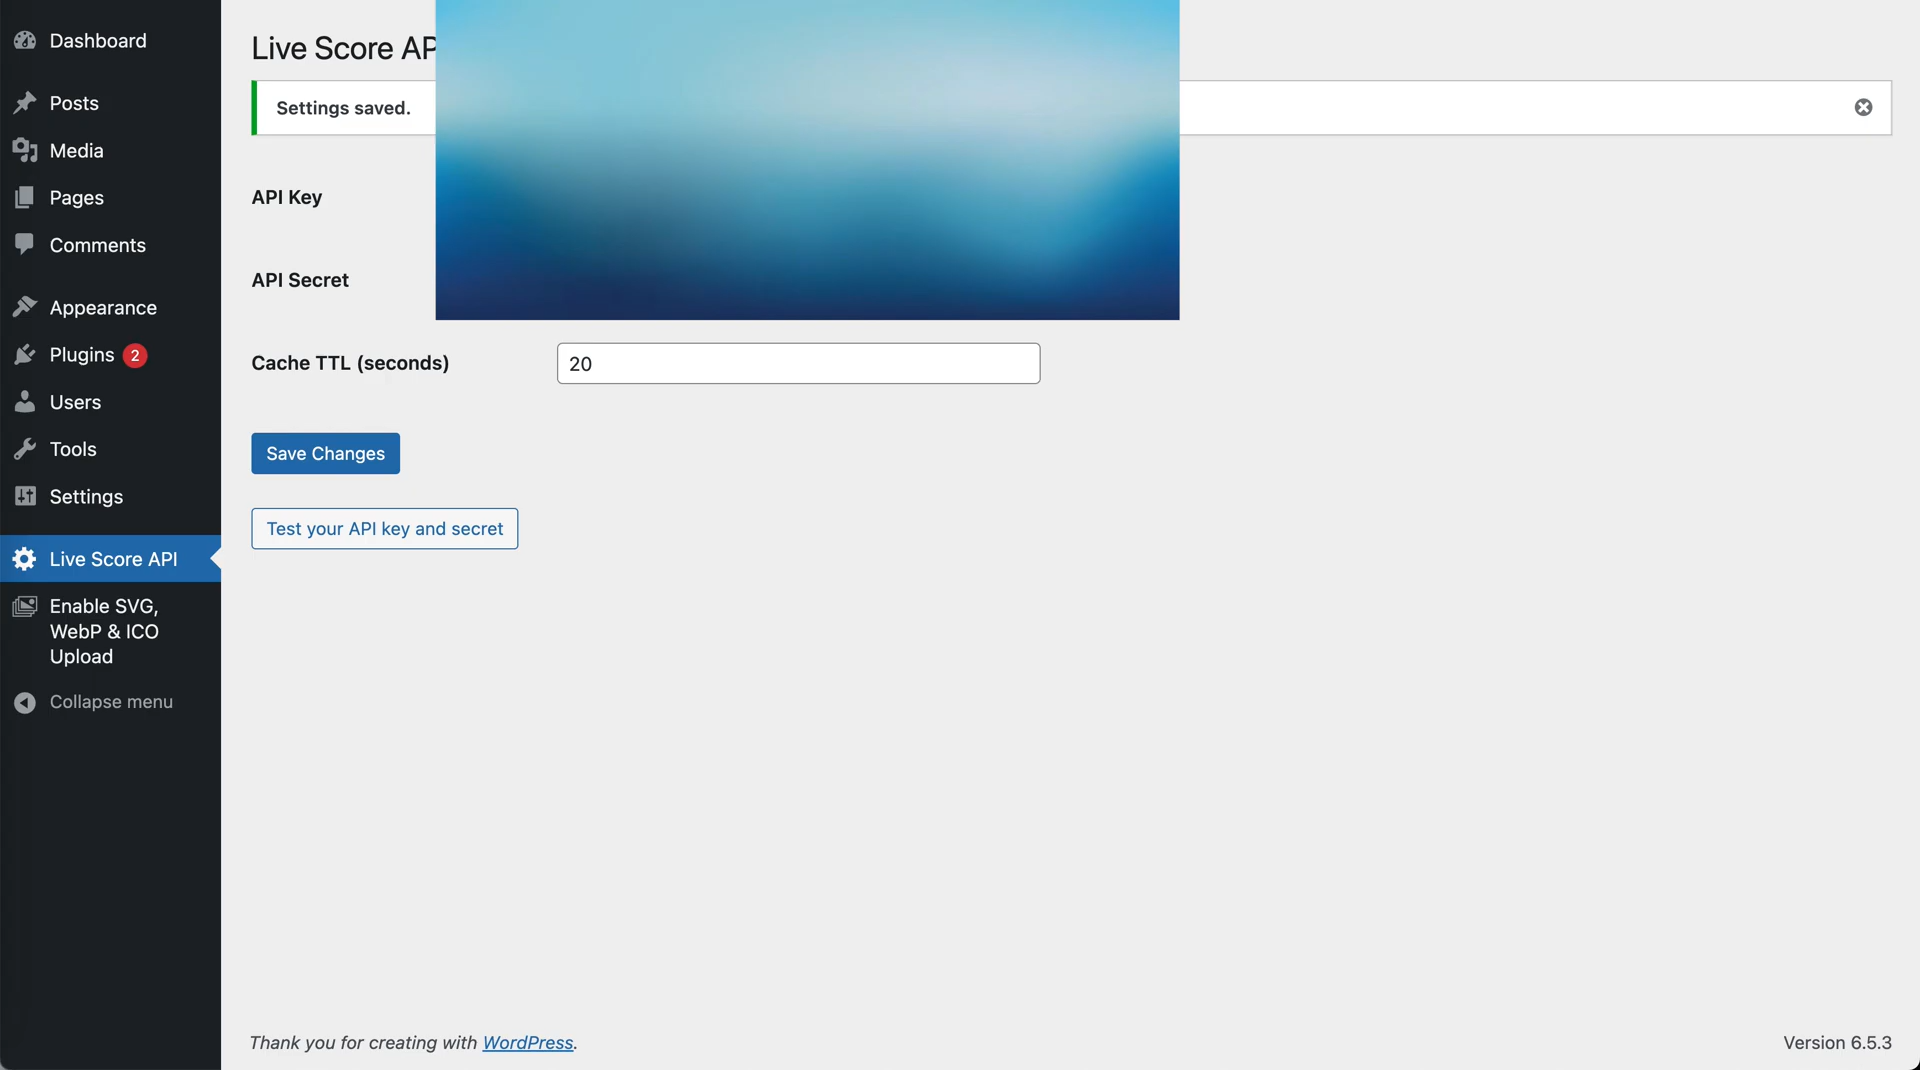 Dashboard
Posts
Media
Pages
Comments
Appearance
Plugins 2
Users
Tools
Settings
Live Score API
Enable SVG,
WebP & ICO
Upload
Collapse menu
Live Score AP
Settings saved.
API Key
API Secret
Cache TTL (seconds)
20
Save Changes
Test your API key and secret
Thank you for creating with WordPress.
Version 6.5.3